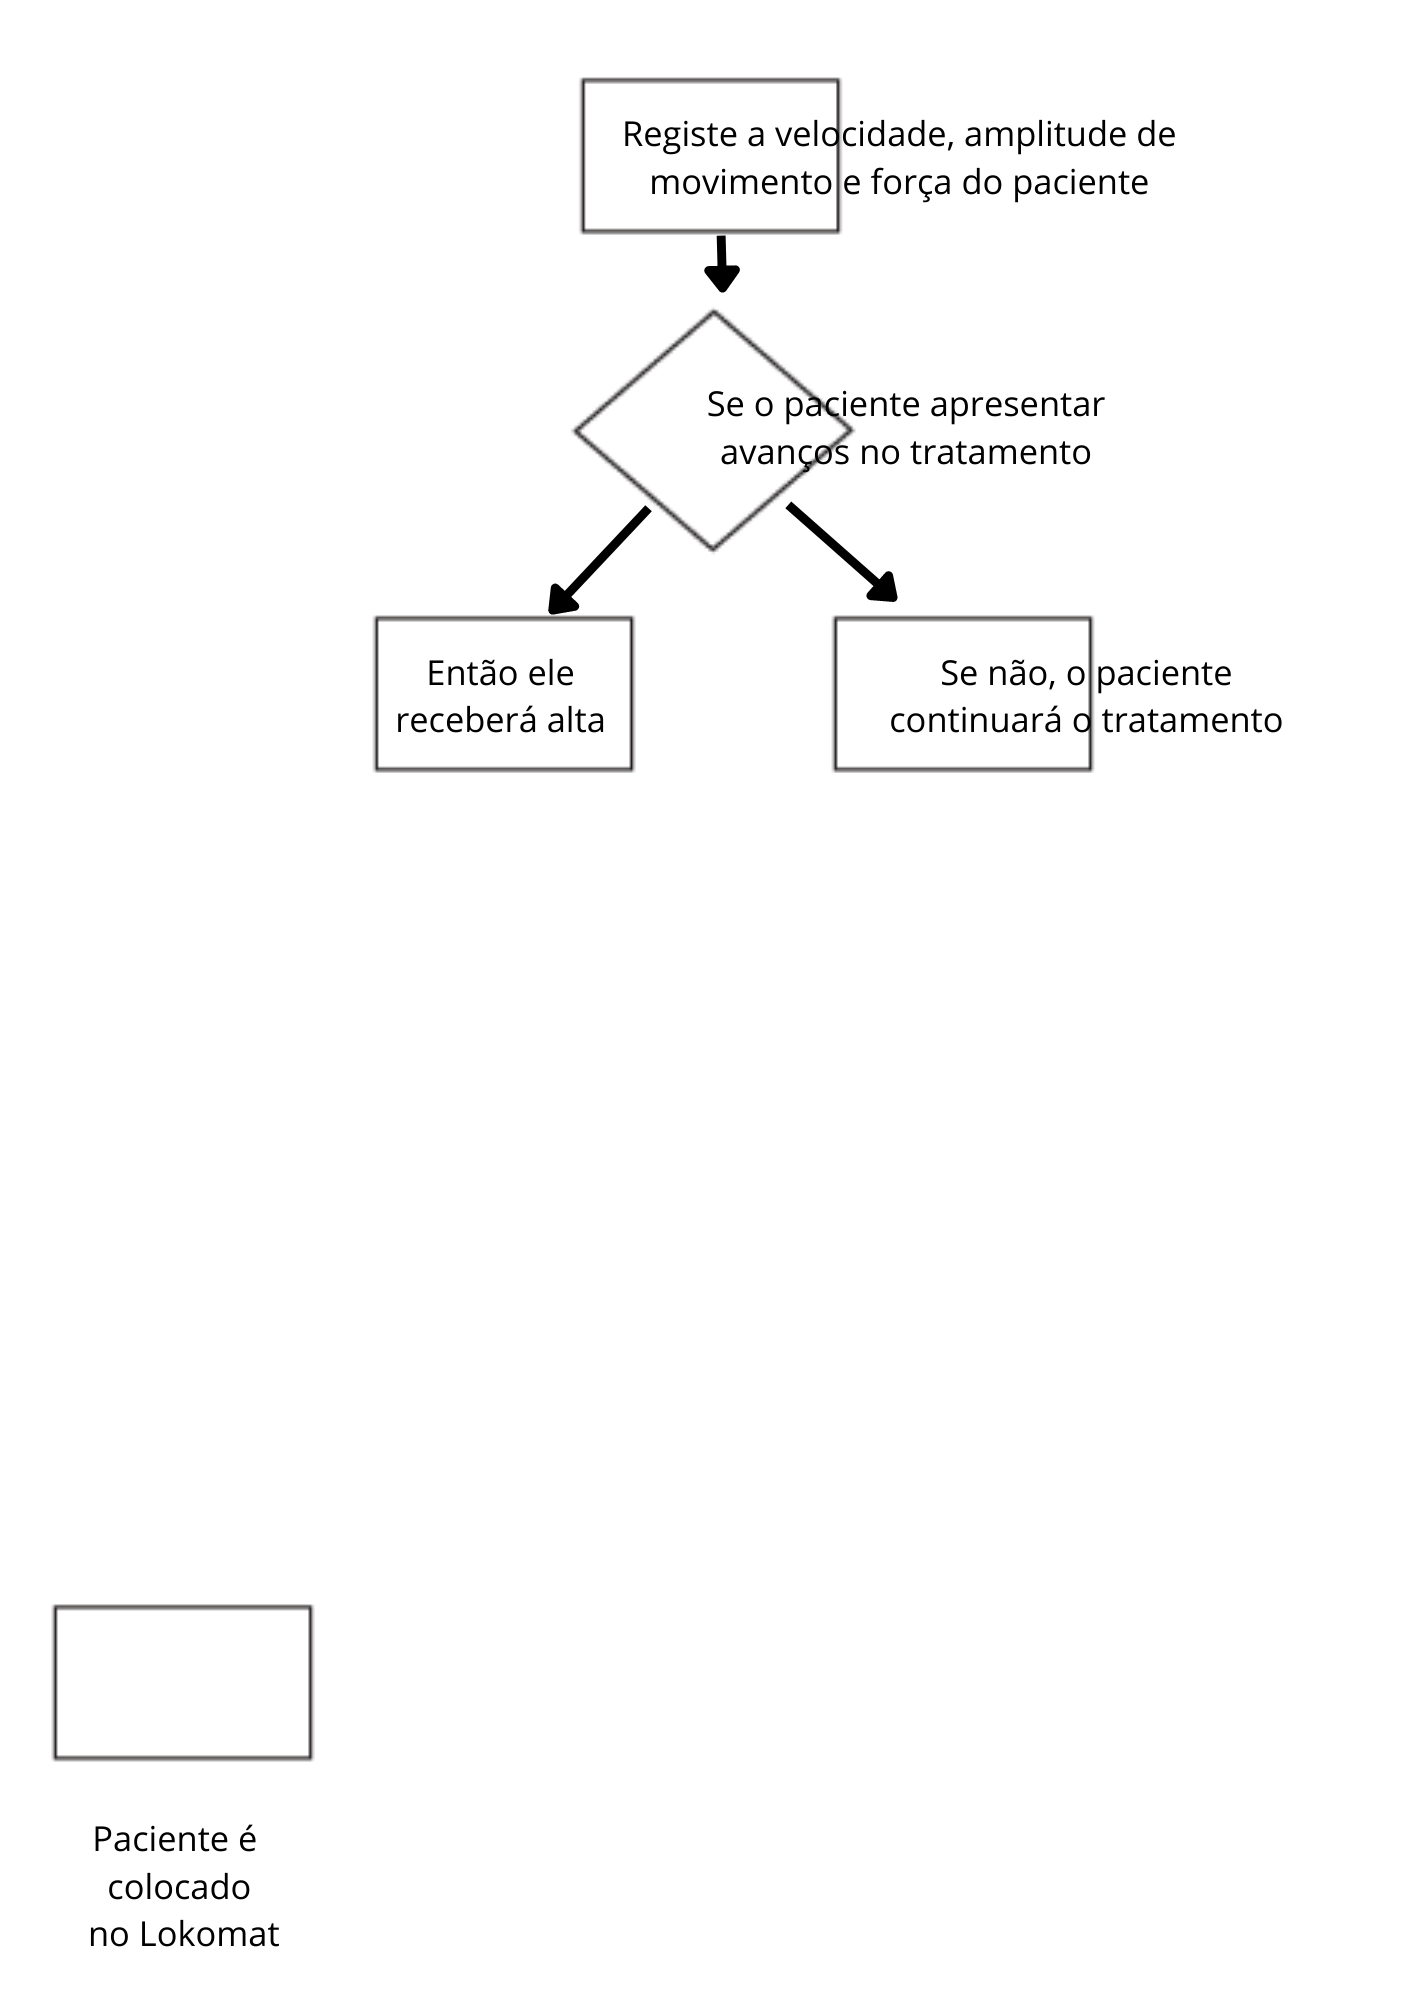 Registe a velocidade, amplitude de
movimento e força do paciente
Se o paciente apresentar
avanços no tratamento
Então ele
receberá alta
Se não, o paciente
continuará o tratamento
Paciente é
colocado
no Lokomat